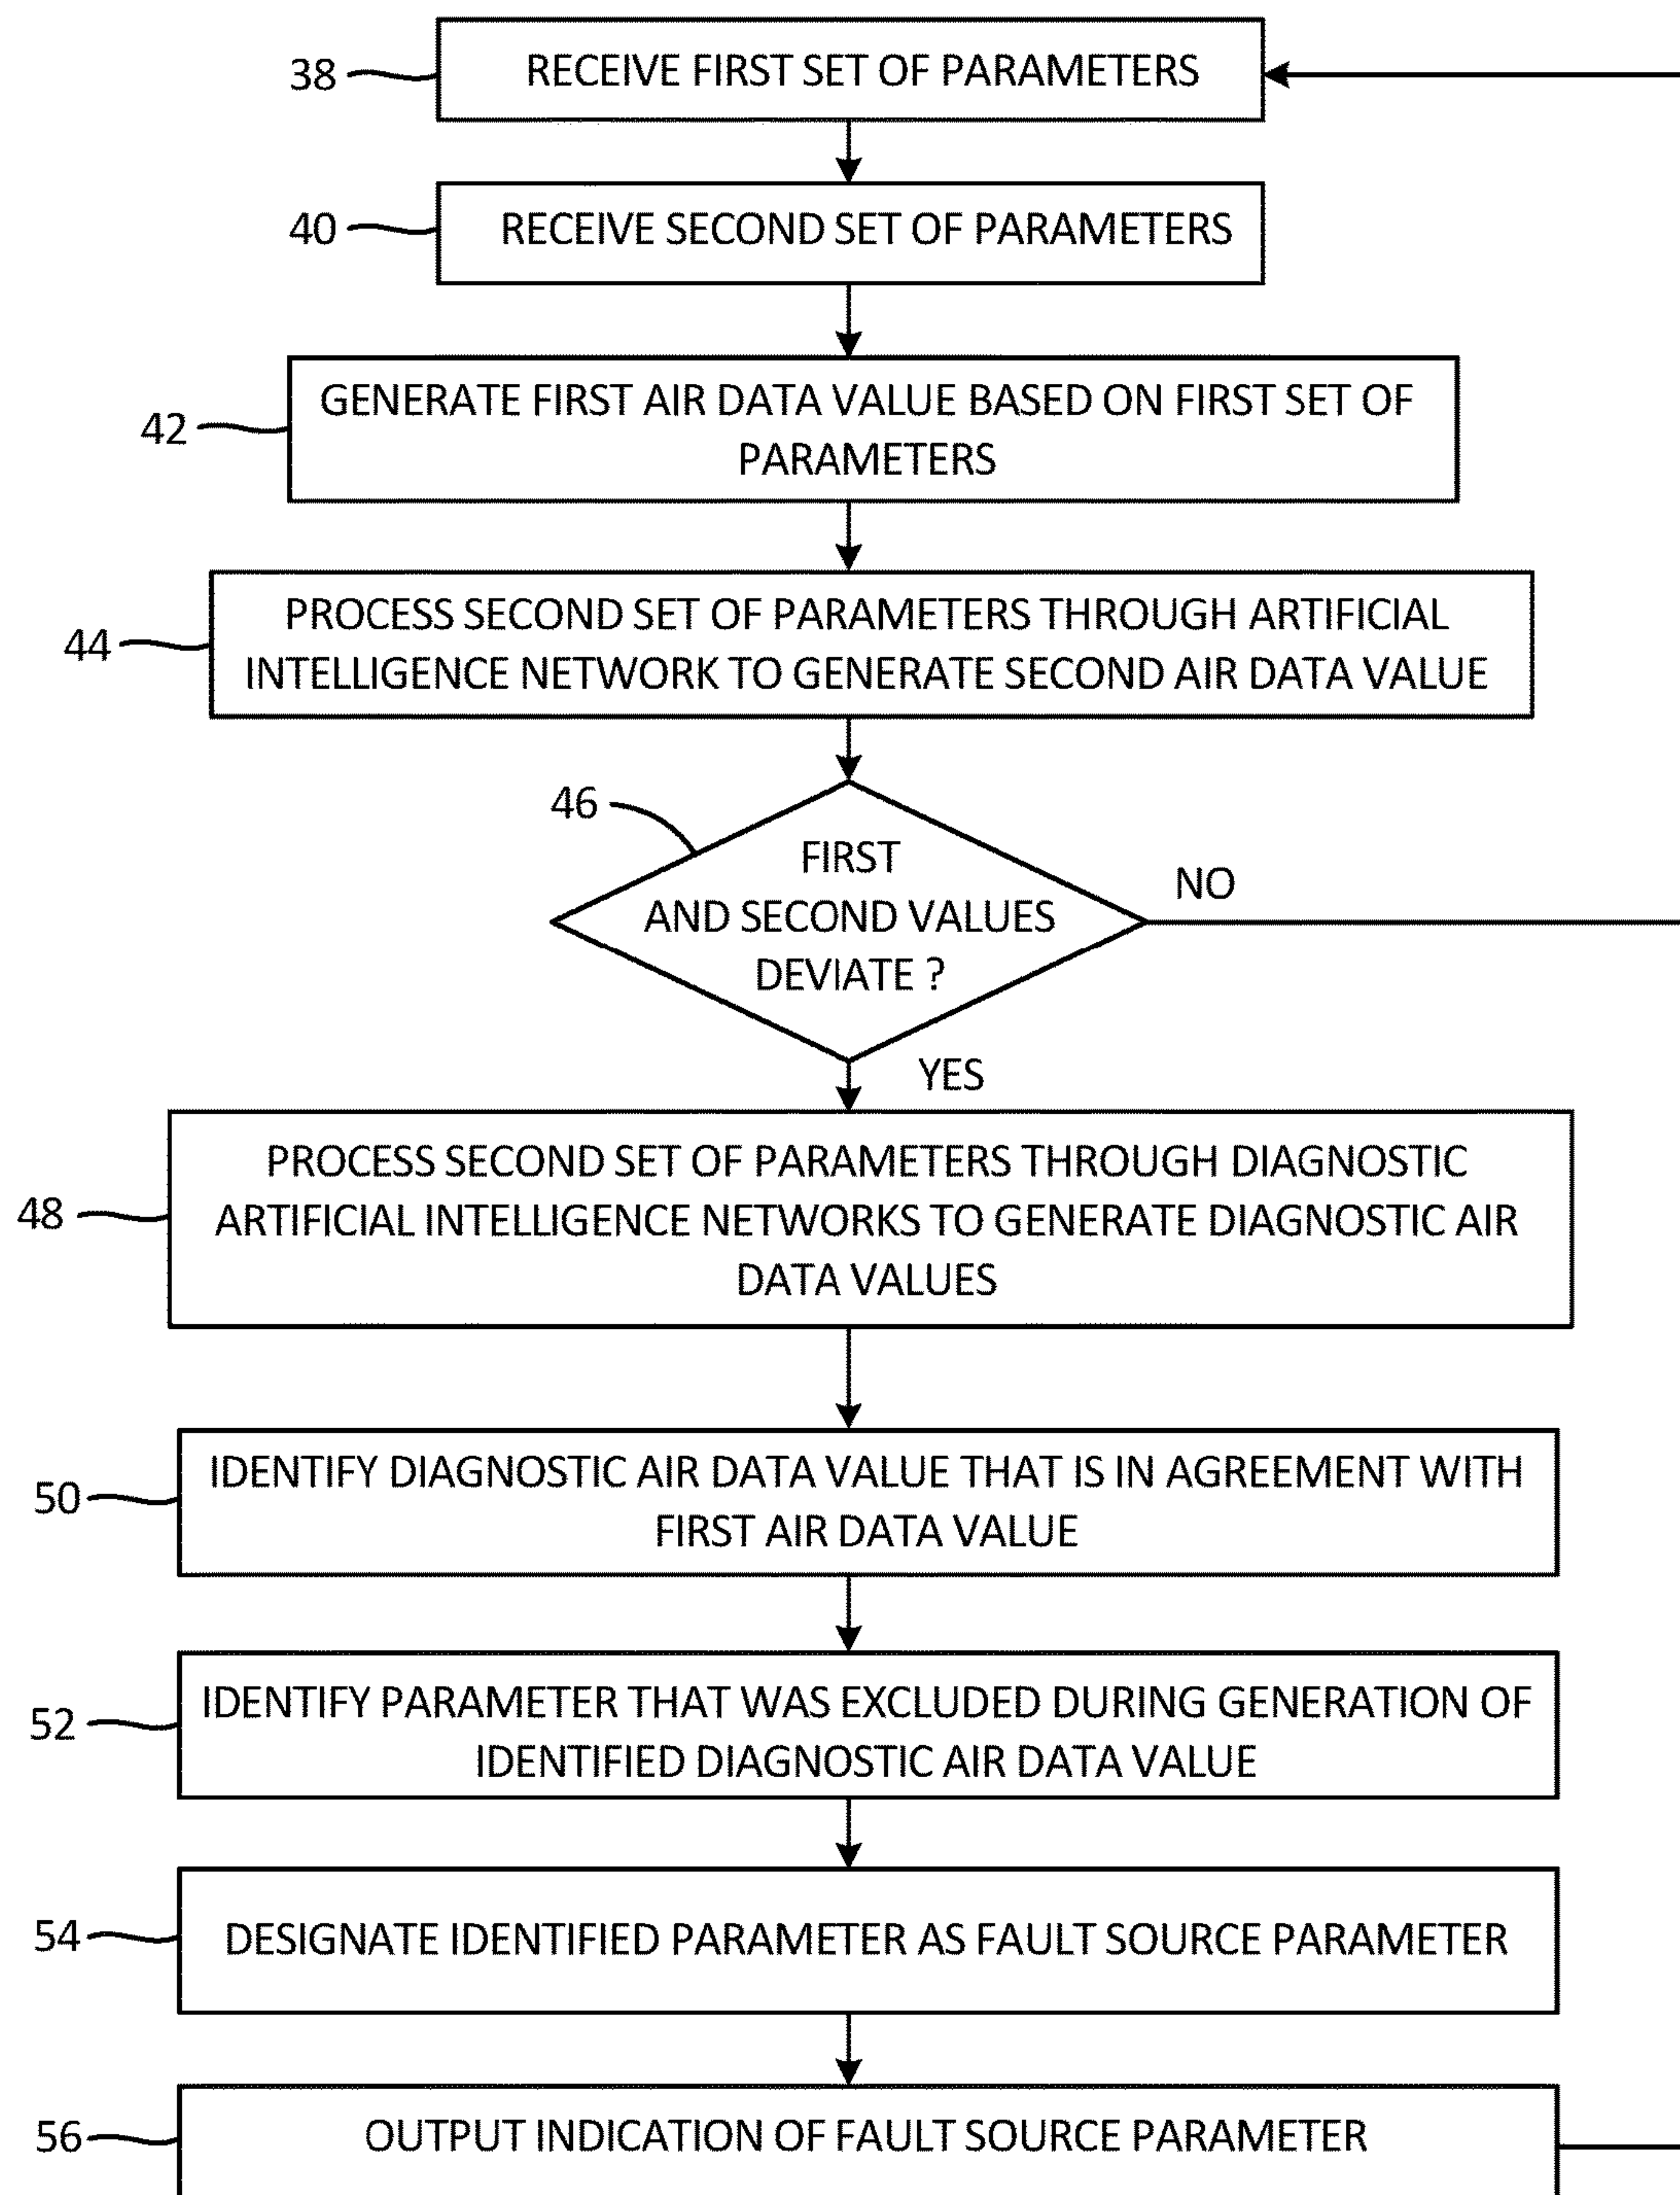 38
RECEIVE FIRST SET OF PARAMETERS
40
RECEIVE SECOND SET OF PARAMETERS
42
GENERATE FIRST AIR DATA VALUE BASED ON FIRST SET OF
PARAMETERS
44
PROCESS SECOND SET OF PARAMETERS THROUGH ARTIFICIAL
INTELLIGENCE NETWORK TO GENERATE SECOND AIR DATA VALUE
46
FIRST
AND SECOND VALUES
DEVIATE ?
NO
YES
48
PROCESS SECOND SET OF PARAMETERS THROUGH DIAGNOSTIC
ARTIFICIAL INTELLIGENCE NETWORKS TO GENERATE DIAGNOSTIC AIR
DATA VALUES
50
IDENTIFY DIAGNOSTIC AIR DATA VALUE THAT IS IN AGREEMENT WITH
FIRST AIR DATA VALUE
52
IDENTIFY PARAMETER THAT WAS EXCLUDED DURING GENERATION OF
IDENTIFIED DIAGNOSTIC AIR DATA VALUE
54
DESIGNATE IDENTIFIED PARAMETER AS FAULT SOURCE PARAMETER
56
OUTPUT INDICATION OF FAULT SOURCE PARAMETER